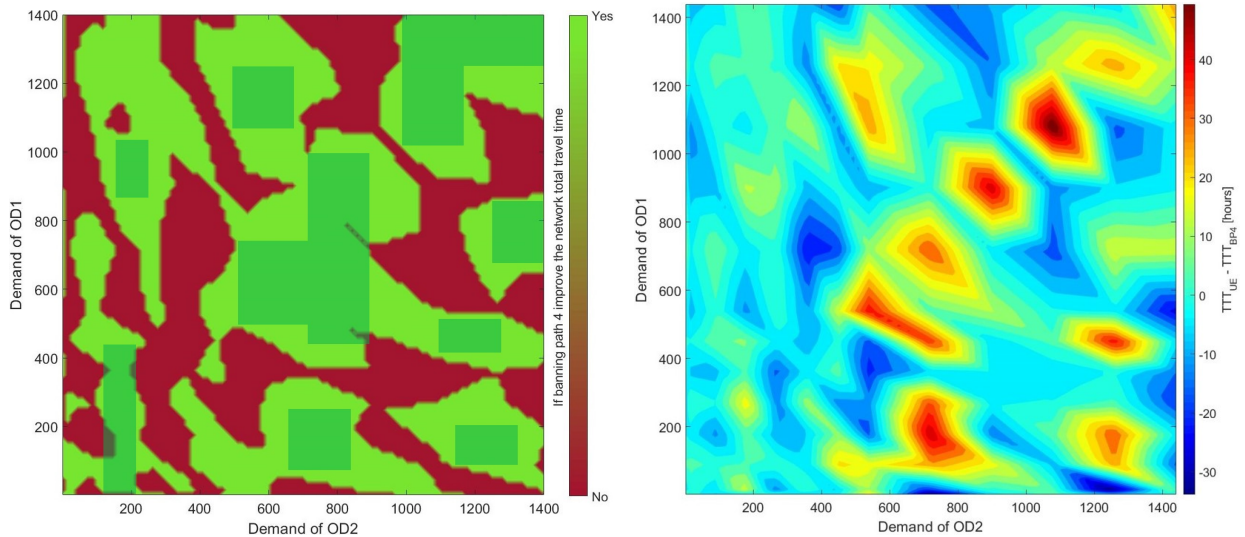 1400
1200
1000
800
600
400
200
Demand of OD1
200 400 600 800 1000 1200 1400
Demand of OD2
Yes
No
If banning path 4 improve the network total travel time
1400
1200
1000
800
600
400
200
Demand of OD1
200 400 600 800 1000 1200 1400
Demand of OD2
40
30
20
10
0
-10
-20
-30
TTT_UE - TTT_BP4 [hours]